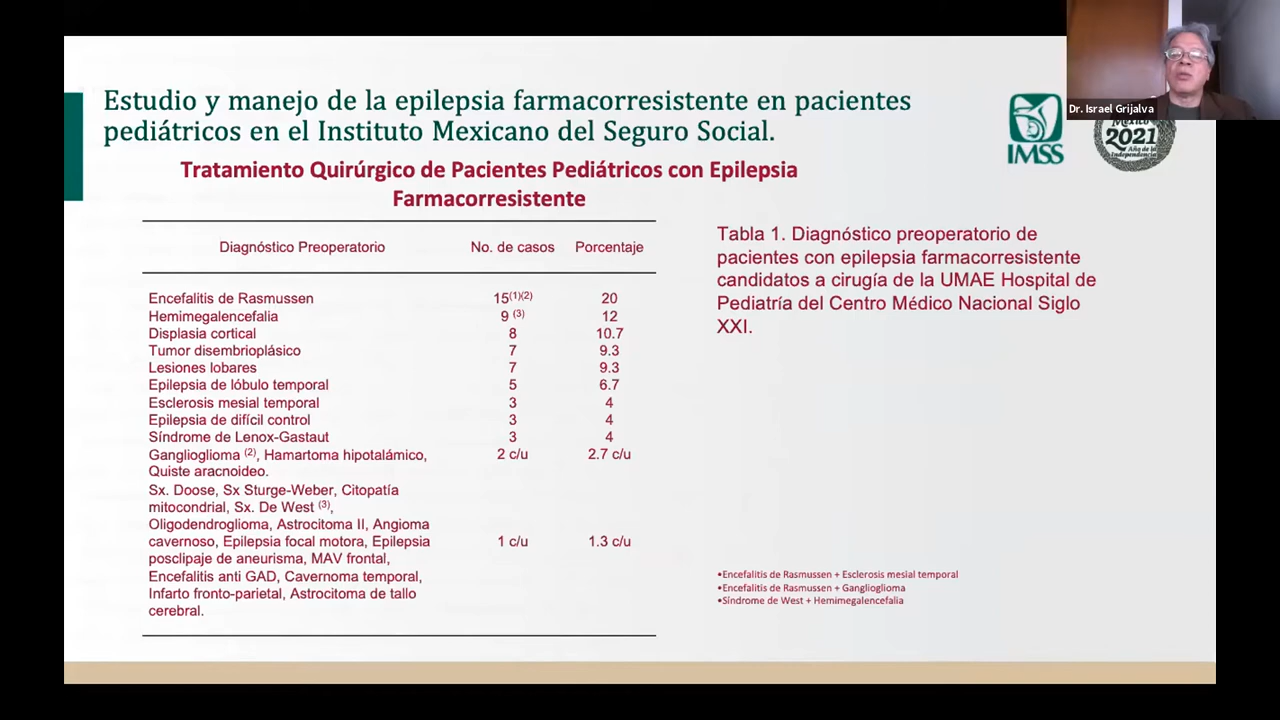 Estudio y manejo de la epilepsia farmacorresistente en pacientes
pediátricos en el Instituto Mexicano del Seguro Social.
Dr. Israel Grijalva
IMSS
México
2021
Año de la
Independencia
Tratamiento Quirúrgico de Pacientes Pediátricos con Epilepsia
Farmacorresistente
Diagnóstico Preoperatorio No. de casos Porcentaje
Encefalitis de Rasmussen 15(1)(2) 20
Hemimegalencefalia 9 (3) 12
Displasia cortical 8 10.7
Tumor disembrioplásico 7 9.3
Lesiones lobares 7 9.3
Epilepsia de lóbulo temporal 5 6.7
Esclerosis mesial temporal 3 4
Epilepsia de difícil control 3 4
Síndrome de Lenox-Gastaut 3 4
Ganglioglioma (2), Hamartoma hipotalámico, 2 c/u 2.7 c/u
Quiste aracnoideo.
Sx. Doose, Sx Sturge-Weber, Citopatía
mitocondrial, Sx. De West (3),
Oligodendroglioma, Astrocitoma II, Angioma
cavernoso, Epilepsia focal motora, Epilepsia 1 c/u 1.3 c/u
posclipaje de aneurisma, MAV frontal,
Encefalitis anti GAD, Cavernoma temporal,
Infarto fronto-parietal, Astrocitoma de tallo
cerebral.
Tabla 1. Diagnóstico preoperatorio de
pacientes con epilepsia farmacorresistente
candidatos a cirugía de la UMAE Hospital de
Pediatría del Centro Médico Nacional Siglo
XXI.
•Encefalitis de Rasmussen + Esclerosis mesial temporal
•Encefalitis de Rasmussen + Ganglioglioma
•Síndrome de West + Hemimegalencefalia